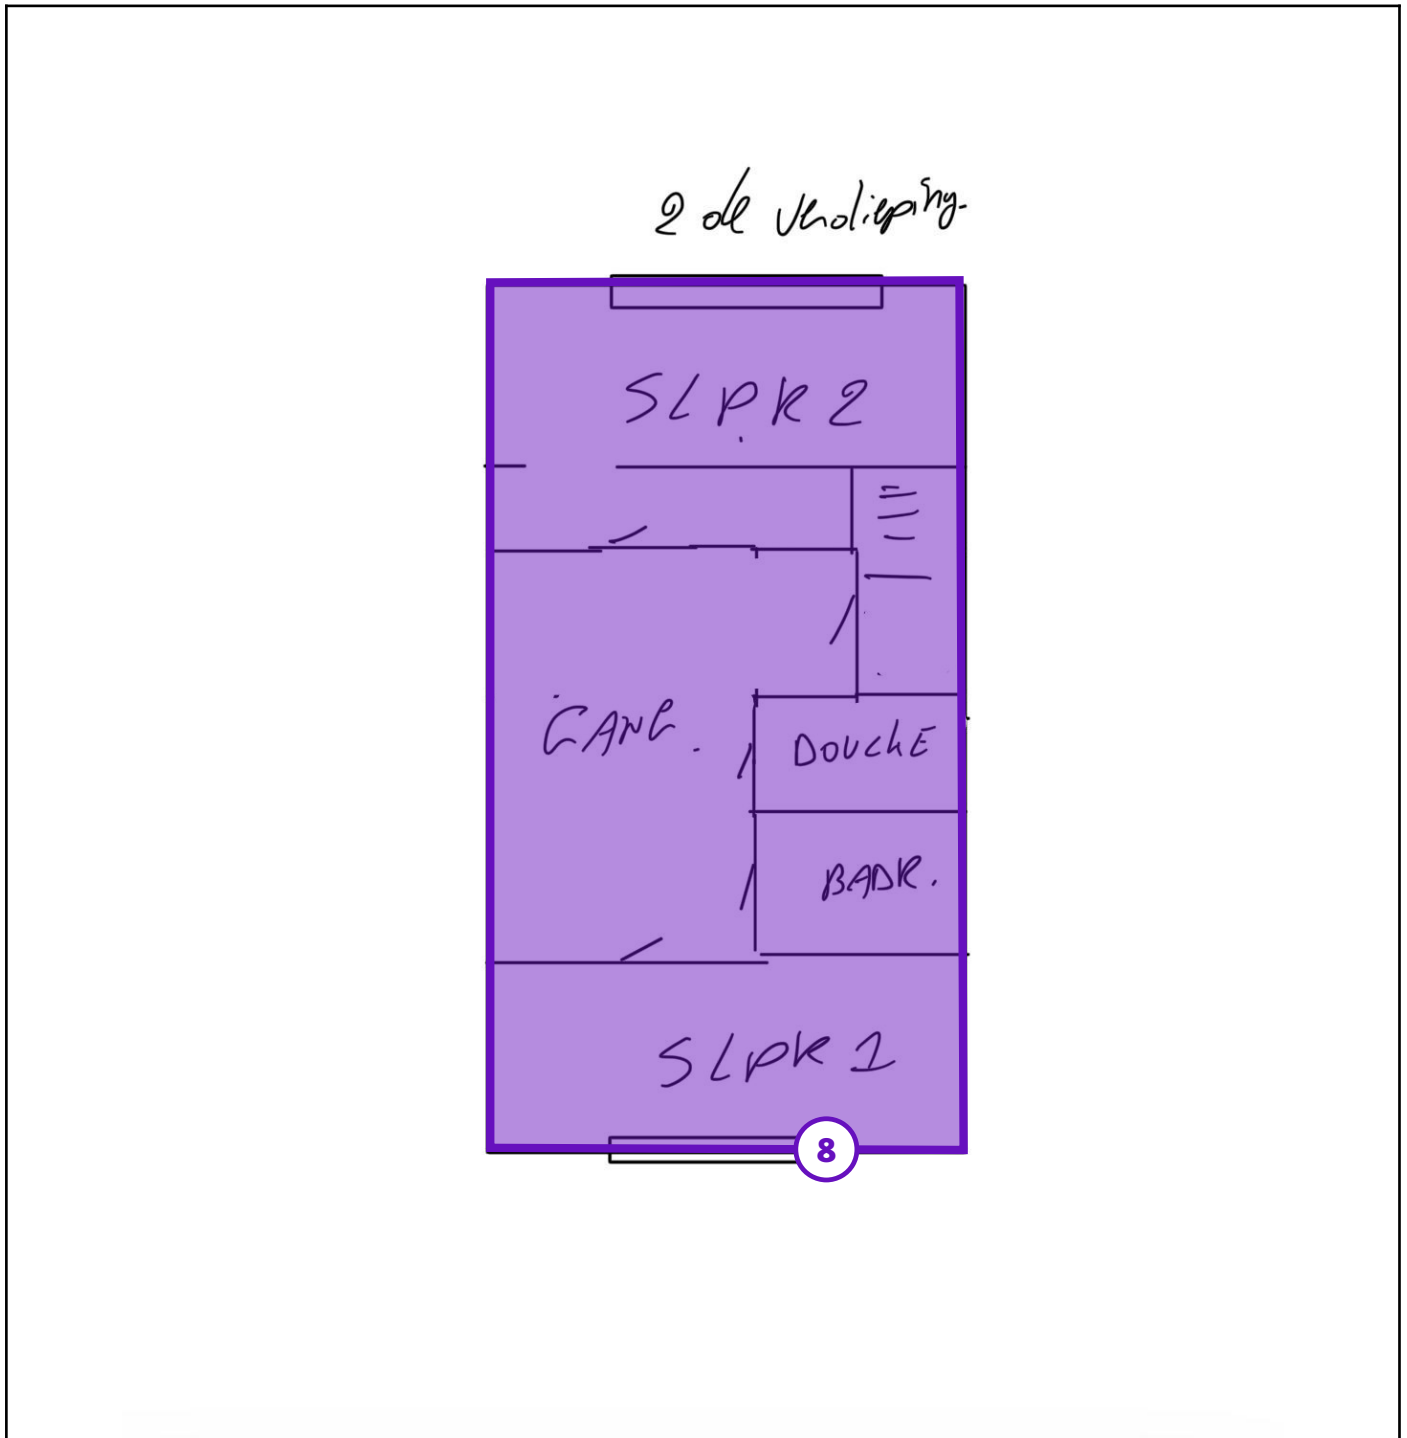 2de verdieping.
SLPK 2
GANG.
DOUCHE
BADK.
SLPK 1
8